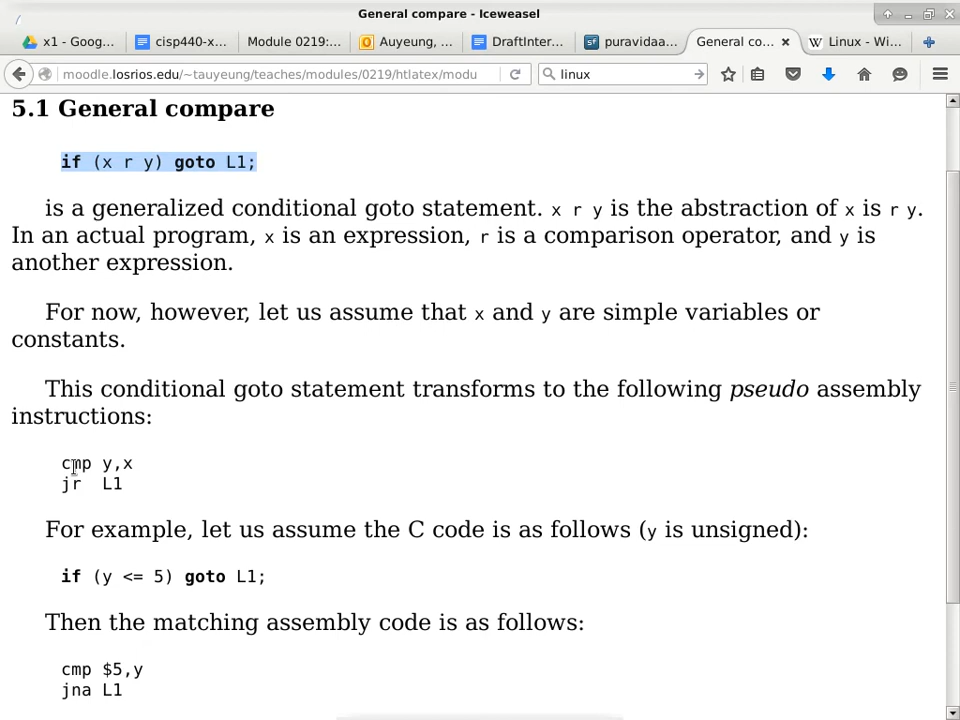 General compare - Iceweasel
x1 - Goog...
cisp440-x...
Module 0219:...
Auyeung, ...
DraftInter...
puravidaa...
General co...
Linux - Wi...
moodle.losrios.edu/~tauyeung/teaches/modules/0219/htlatex/modu
linux
5.1 General compare
if (x r y) goto L1;
is a generalized conditional goto statement. x r y is the abstraction of x is r y.
In an actual program, x is an expression, r is a comparison operator, and y is
another expression.
For now, however, let us assume that x and y are simple variables or
constants.
This conditional goto statement transforms to the following pseudo assembly
instructions:
cmp y,x
jr L1
For example, let us assume the C code is as follows (y is unsigned):
if (y <= 5) goto L1;
Then the matching assembly code is as follows:
cmp $5,y
jna L1